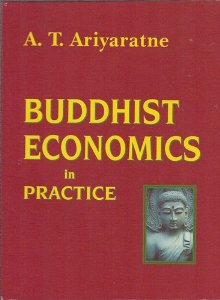 A. T. Ariyaratne
BUDDHIST
ECONOMICS
in
PRACTICE